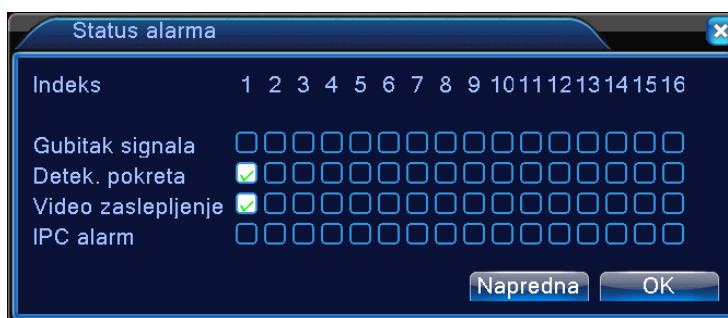 Status alarma
Indeks 1 2 3 4 5 6 7 8 9 10 11 12 13 14 15 16
Gubitak signala
Detek. pokreta
Video zaslepljenje
IPC alarm
Napredna OK